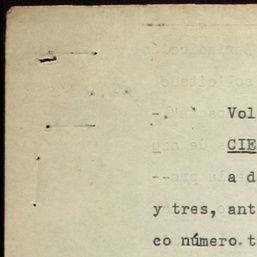 -. Vol
CIE
-- a d
y tres, ant
co número t